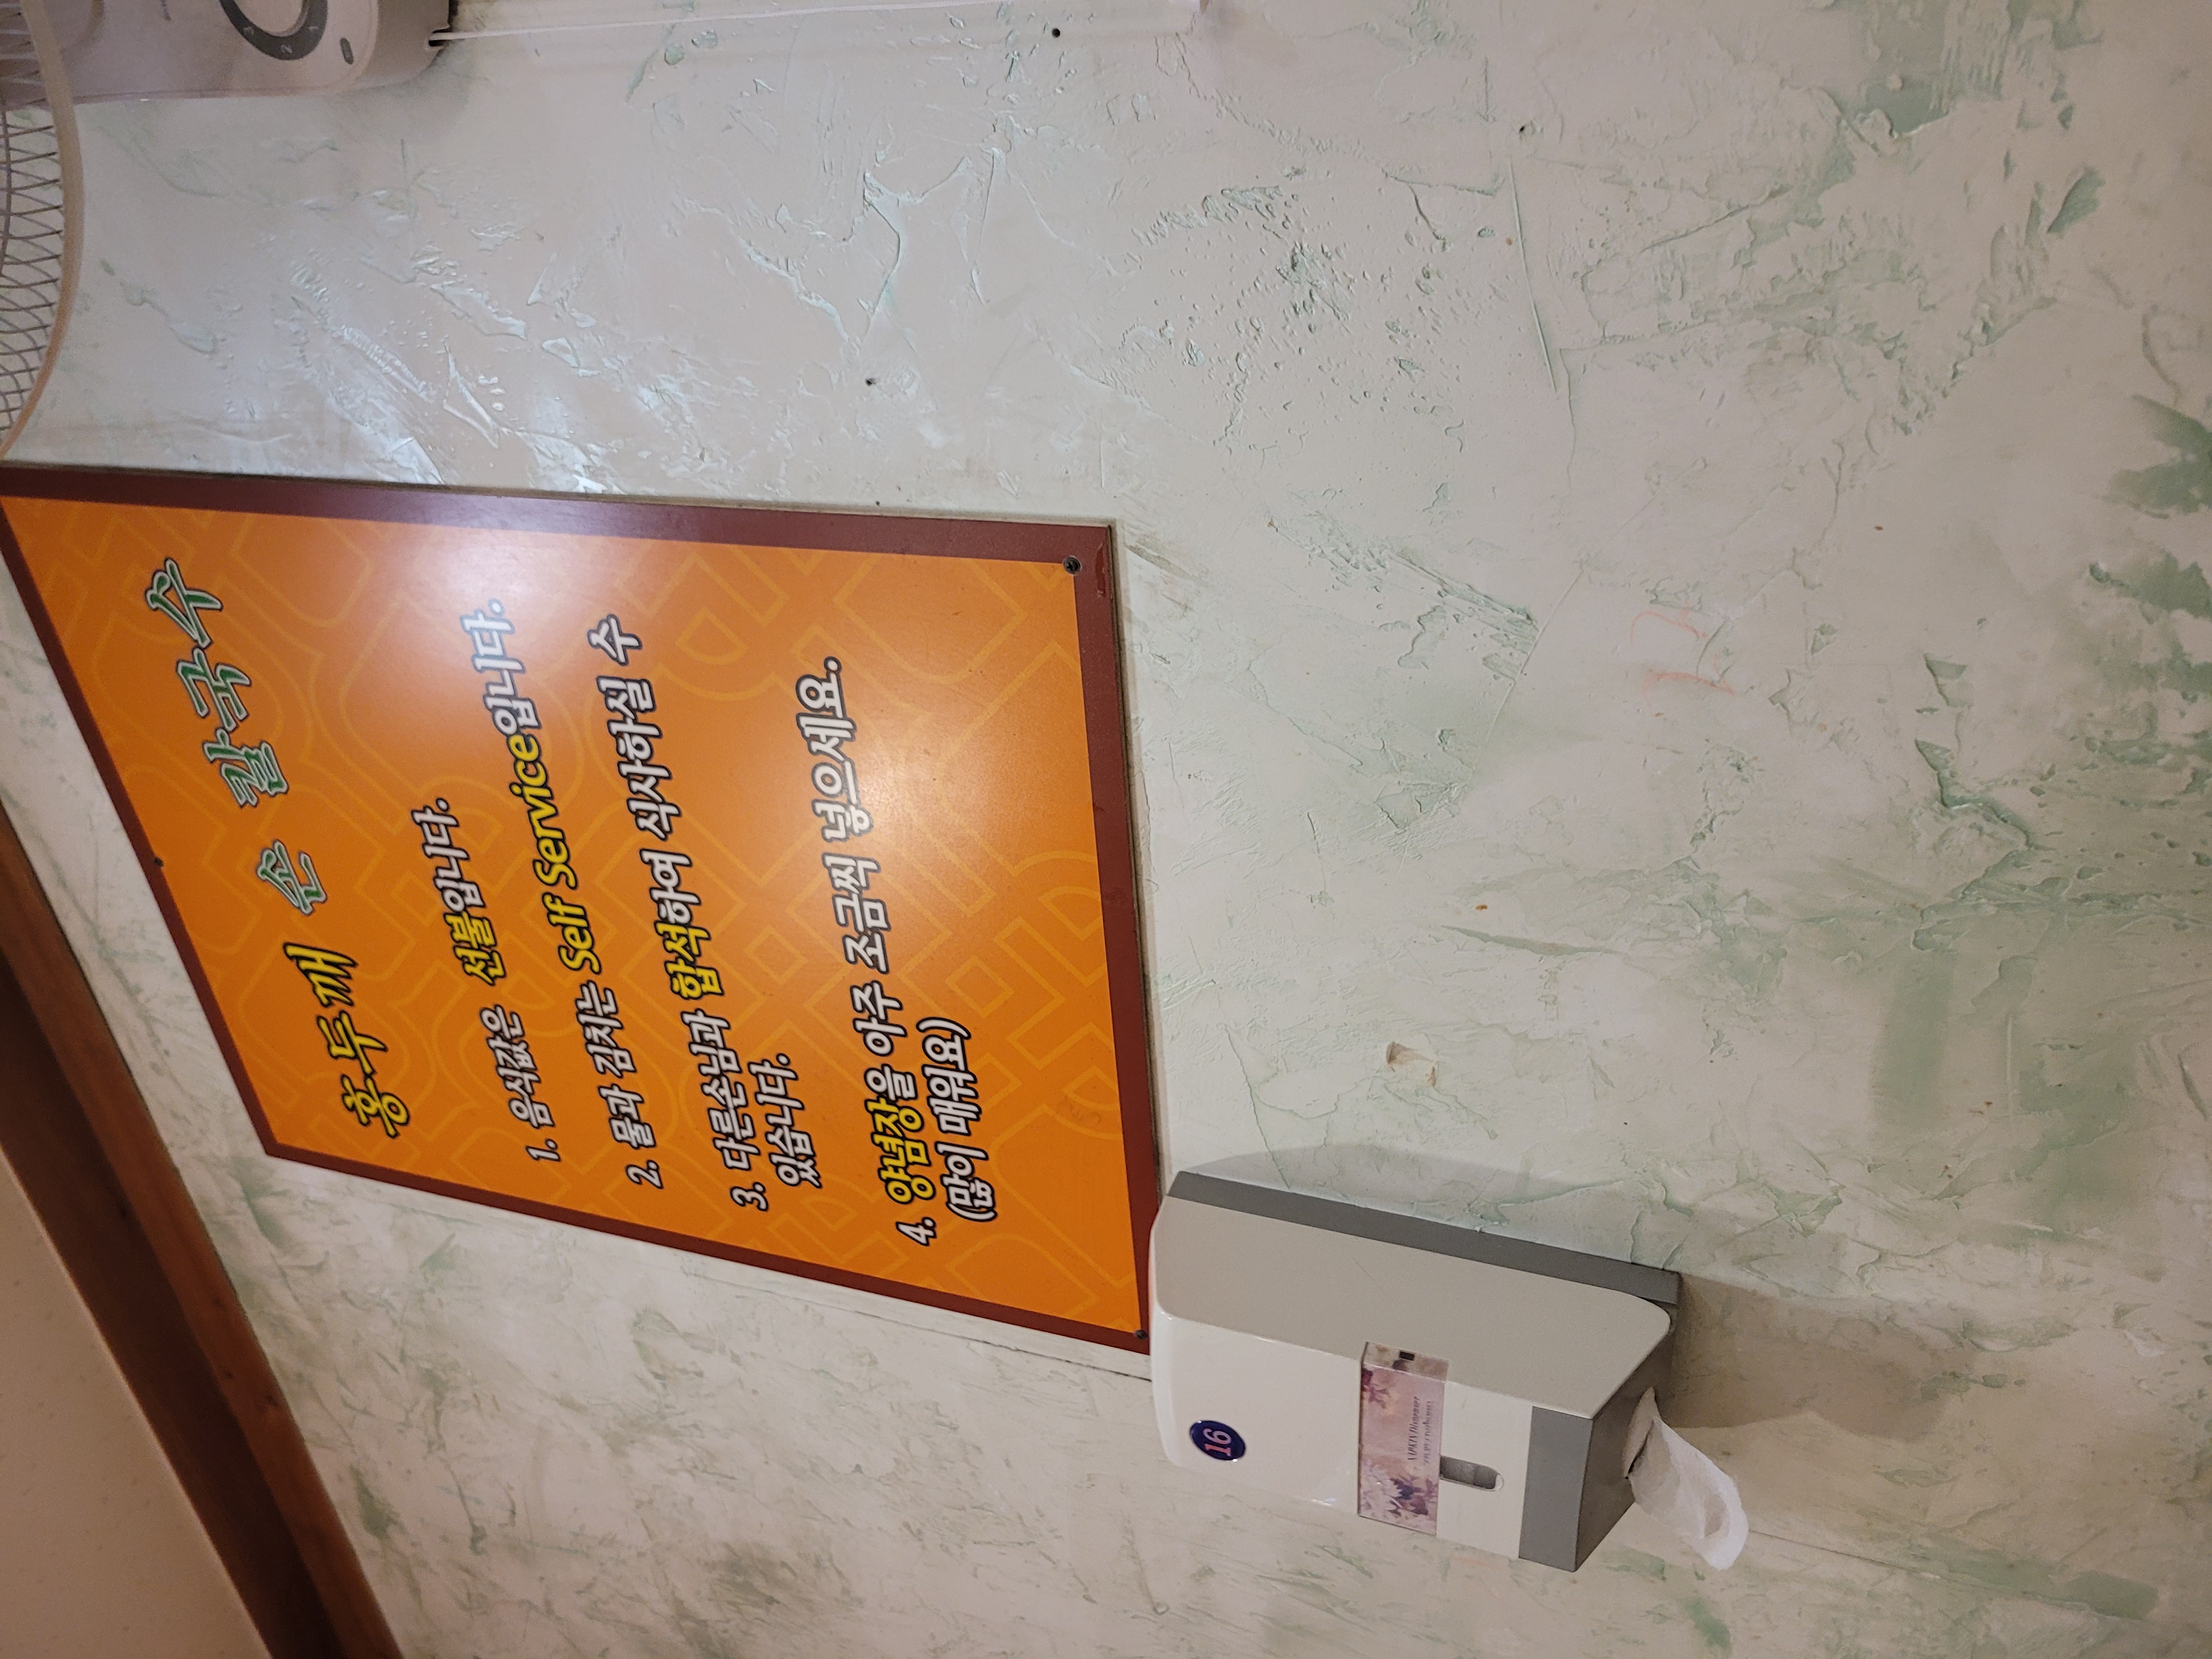 홍두깨 손 칼국수
1. 음식값은 선불입니다.
2. 물과 김치는 Self Service입니다.
3. 다른손님과 합석하여 식사하실 수
있습니다.
4. 양념장을 아주 조금씩 넣으세요.
(많이 매워요)
16
NAPKIN Dispenser